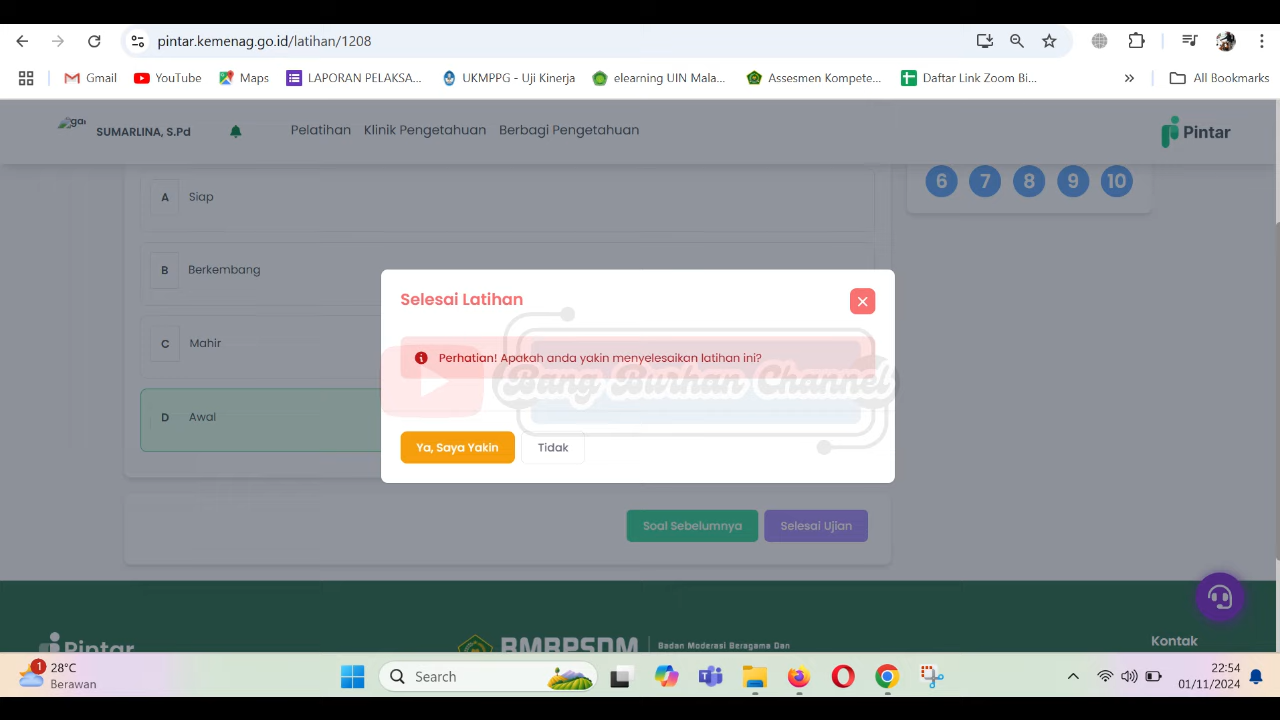 pintar.kemenag.go.id/latihan/1208
Gmail YouTube Maps LAPORAN PELAKSA... UKMPPG - Uji Kinerja elearning UIN Mala... Assesmen Kompete... Daftar Link Zoom Bi... » All Bookmarks
SUMARLINA, S.Pd Pelatihan Klinik Pengetahuan Berbagi Pengetahuan Pintar
6 7 8 9 10
A Siap
B Berkembang
C Mahir
D Awal
Selesai Latihan
Perhatian! Apakah anda yakin menyelesaikan latihan ini?
Bang Burhan Channel
Ya, Saya Yakin Tidak
Soal Sebelumnya Selesai Ujian
Pintar BMBPSDM Badan Moderasi Beragama Dan
Kontak
1
28°C
Berawan
Search
22:54
01/11/2024